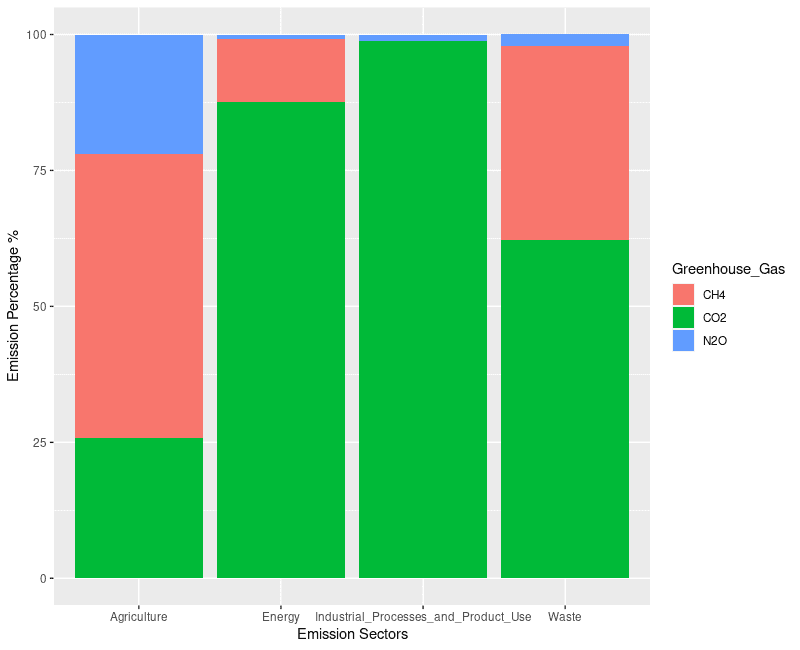 Emission Percentage %
100
75
50
25
0
Agriculture
Energy
Industrial_Processes_and_Product_Use
Waste
Emission Sectors
Greenhouse_Gas
CH4
CO2
N2O